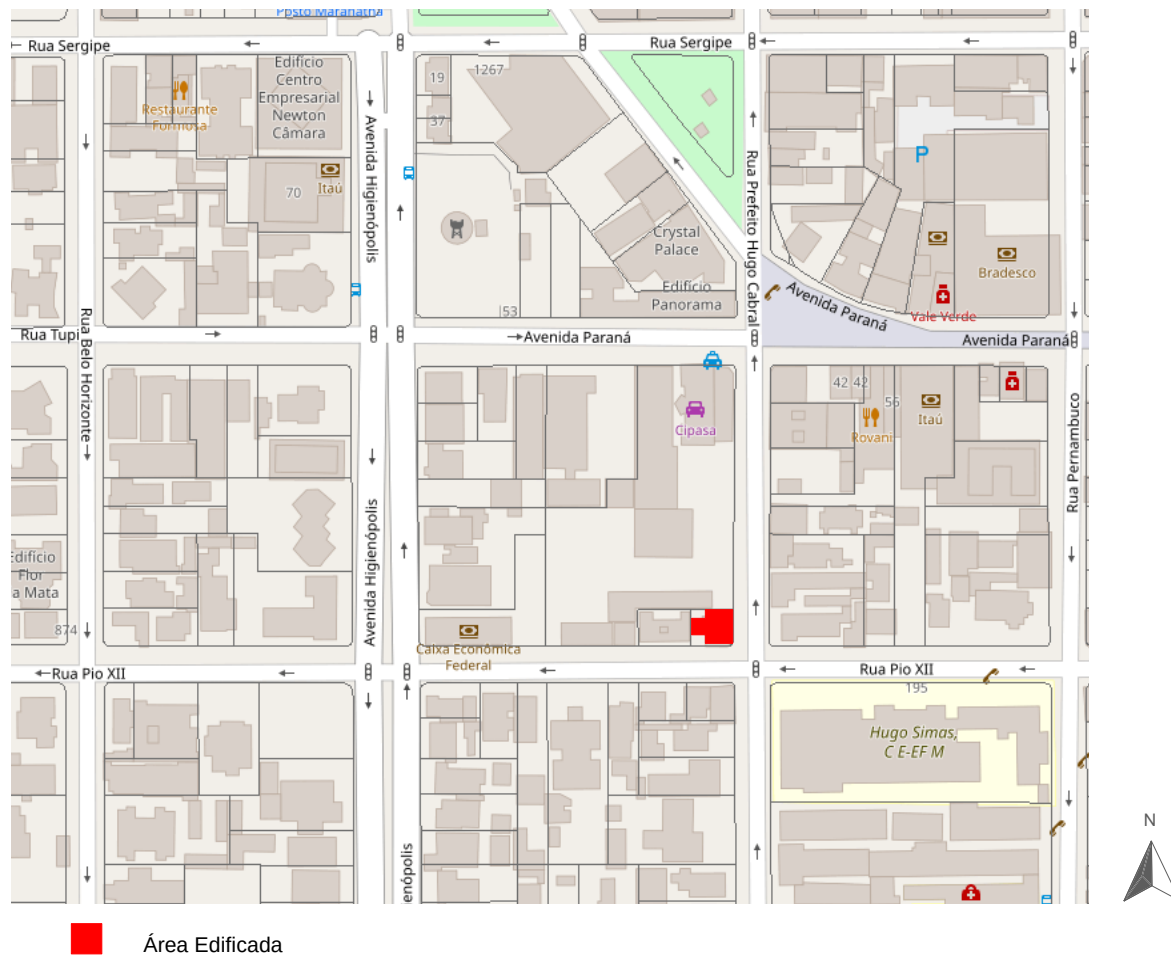 Posto Maranatha
Rua Sergipe
Rua Sergipe
Edifício
Centro
Empresarial
Newton
Câmara
Restaurante
Formosa
19
1267
37
Avenida Higienópolis
Itaú
70
Rua Prefeito Hugo Cabral
P
Crystal
Palace
Edifício
Panorama
53
Bradesco
Vale Verde
Avenida Paraná
Rua Tupi
Avenida Paraná
Avenida Paraná
Rua Belo Horizonte
Cipasa
42
42
56
Itaú
Rovani
Rua Pernambuco
Avenida Higienópolis
Edifício
Flor
a Mata
874
Caixa Econômica
Federal
Rua Pio XII
Rua Pio XII
195
Hugo Simas,
C E-EF M
enópolis
N
Área Edificada